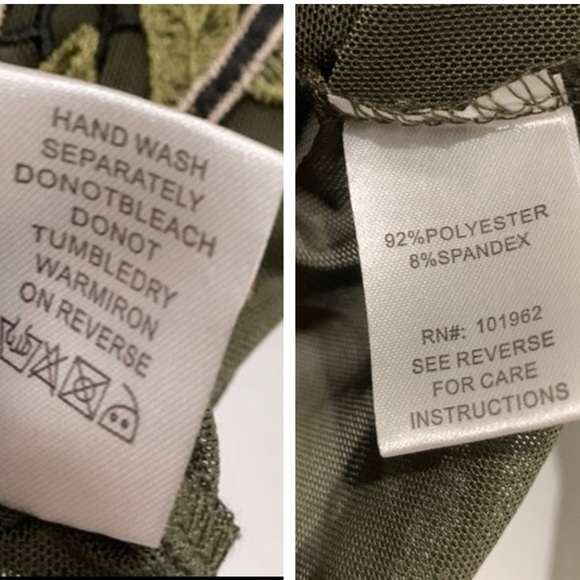 HAND WASH
SEPARATELY
DONOTBLEACH
DONOT
TUMBLEDRY
WARMIRON
ON REVERSE
92%POLYESTER
8%SPANDEX
RN#: 101962
SEE REVERSE
FOR CARE
INSTRUCTIONS